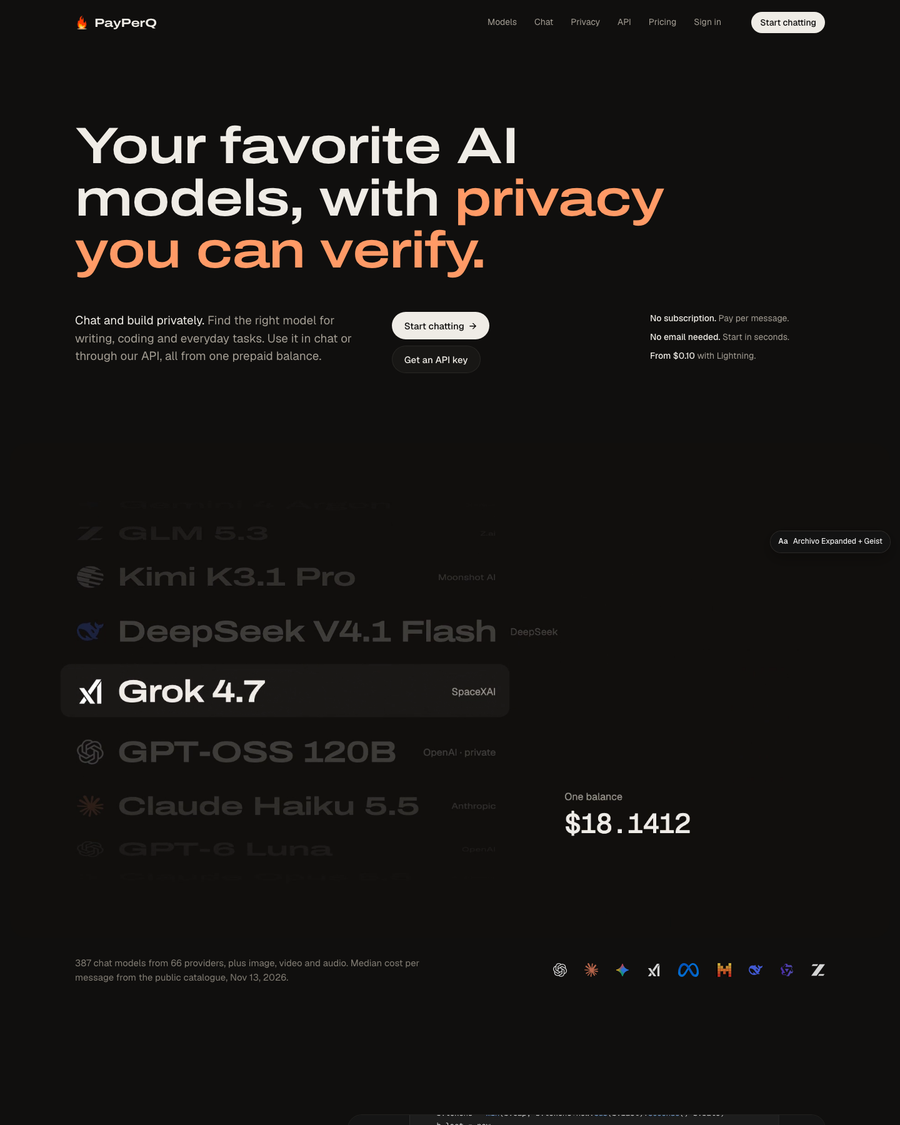 PayPerQ
Models Chat Privacy API Pricing Sign in Start chatting
Your favorite AI
models, with privacy
you can verify.
Chat and build privately. Find the right model for
writing, coding and everyday tasks. Use it in chat or
through our API, all from one prepaid balance.
Start chatting →
Get an API key
No subscription. Pay per message.
No email needed. Start in seconds.
From $0.10 with Lightning.
GLM 5.3
Aa Archivo Expanded + Geist
Kimi K3.1 Pro Moonshot AI
DeepSeek V4.1 Flash DeepSeek
Grok 4.7 SpaceXAI
GPT-OSS 120B OpenAI · private
Claude Haiku 5.5 Anthropic
GPT-6 Luna OpenAI
One balance
$18.1412
387 chat models from 66 providers, plus image, video and audio. Median cost per
message from the public catalogue, Nov 13, 2026.